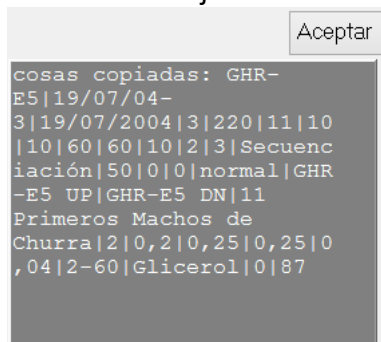 Aceptar
cosas copiadas: GHR-
E5|19/07/04-
3|19/07/2004|3|220|11|10
|10|60|60|10|2|3|Secuenc
iación|50|0|0|normal|GHR
-E5 UP|GHR-E5 DN|11
Primeros Machos de
Churra|2|0,2|0,25|0,25|0
,04|2-60|Glicerol|0|87